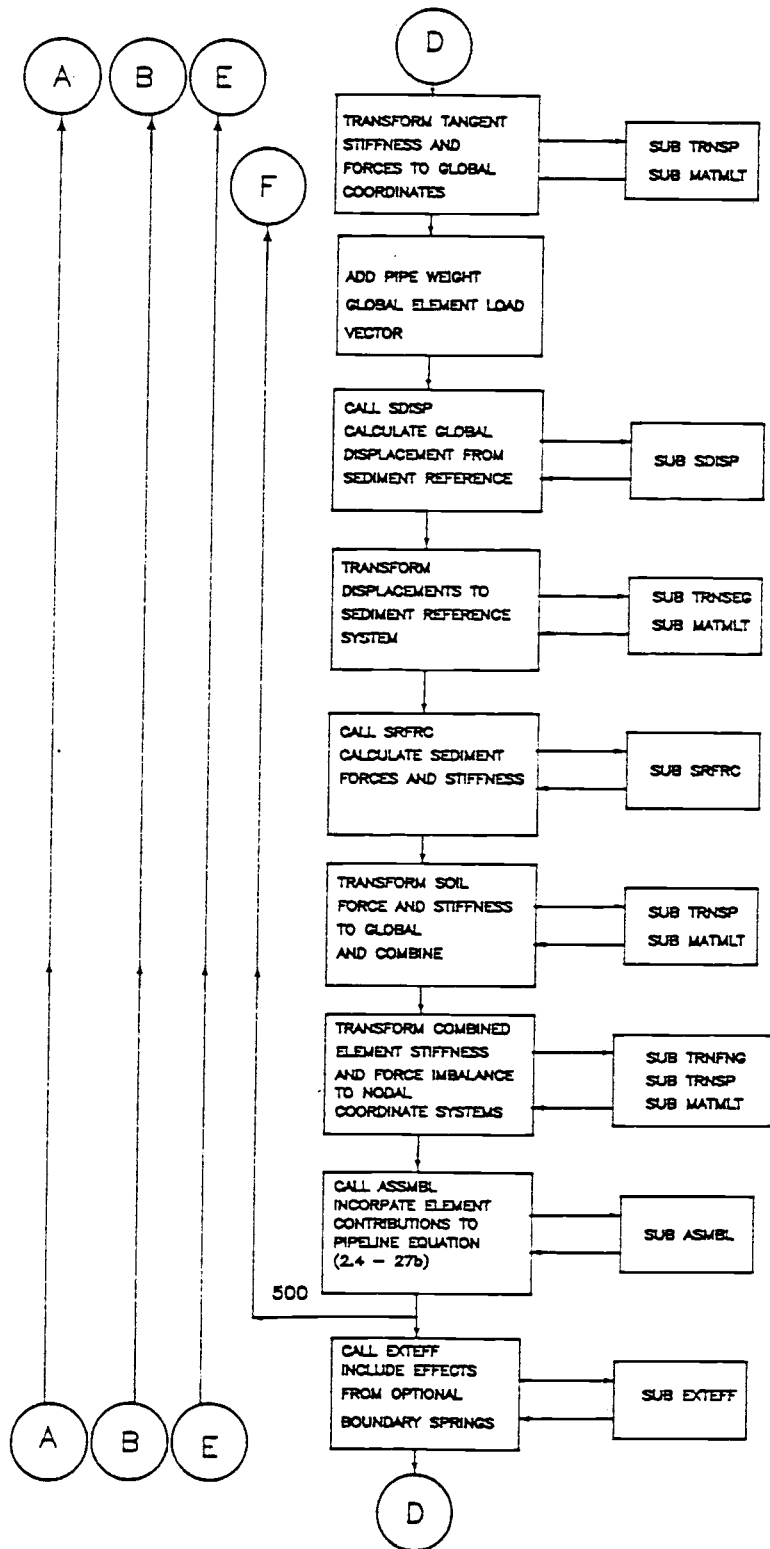 D
A
B
E
TRANSFORM TANGENT
STIFFNESS AND
FORCES TO GLOBAL
COORDINATES
SUB TRNSP
SUB MATMLT
F
ADD PIPE WEIGHT
GLOBAL ELEMENT LOAD
VECTOR
CALL SDISP
CALCULATE GLOBAL
DISPLACEMENT FROM
SEDIMENT REFERENCE
SUB SDISP
TRANSFORM
DISPLACEMENTS TO
SEDIMENT REFERENCE
SYSTEM
SUB TRNSEG
SUB MATMLT
CALL SRFRC
CALCULATE SEDIMENT
FORCES AND STIFFNESS
SUB SRFRC
TRANSFORM SOIL
FORCE AND STIFFNESS
TO GLOBAL
AND COMBINE
SUB TRNSP
SUB MATMLT
TRANSFORM COMBINED
ELEMENT STIFFNESS
AND FORCE IMBALANCE
TO NODAL
COORDINATE SYSTEMS
SUB TRNFNG
SUB TRNSP
SUB MATMLT
CALL ASSMBL
INCORPATE ELEMENT
CONTRIBUTIONS TO
PIPELINE EQUATION
(2.4 - 27b)
SUB ASMBL
500
CALL EXTEFF
INCLUDE EFFECTS
FROM OPTIONAL
BOUNDARY SPRINGS
SUB EXTEFF
A
B
E
D